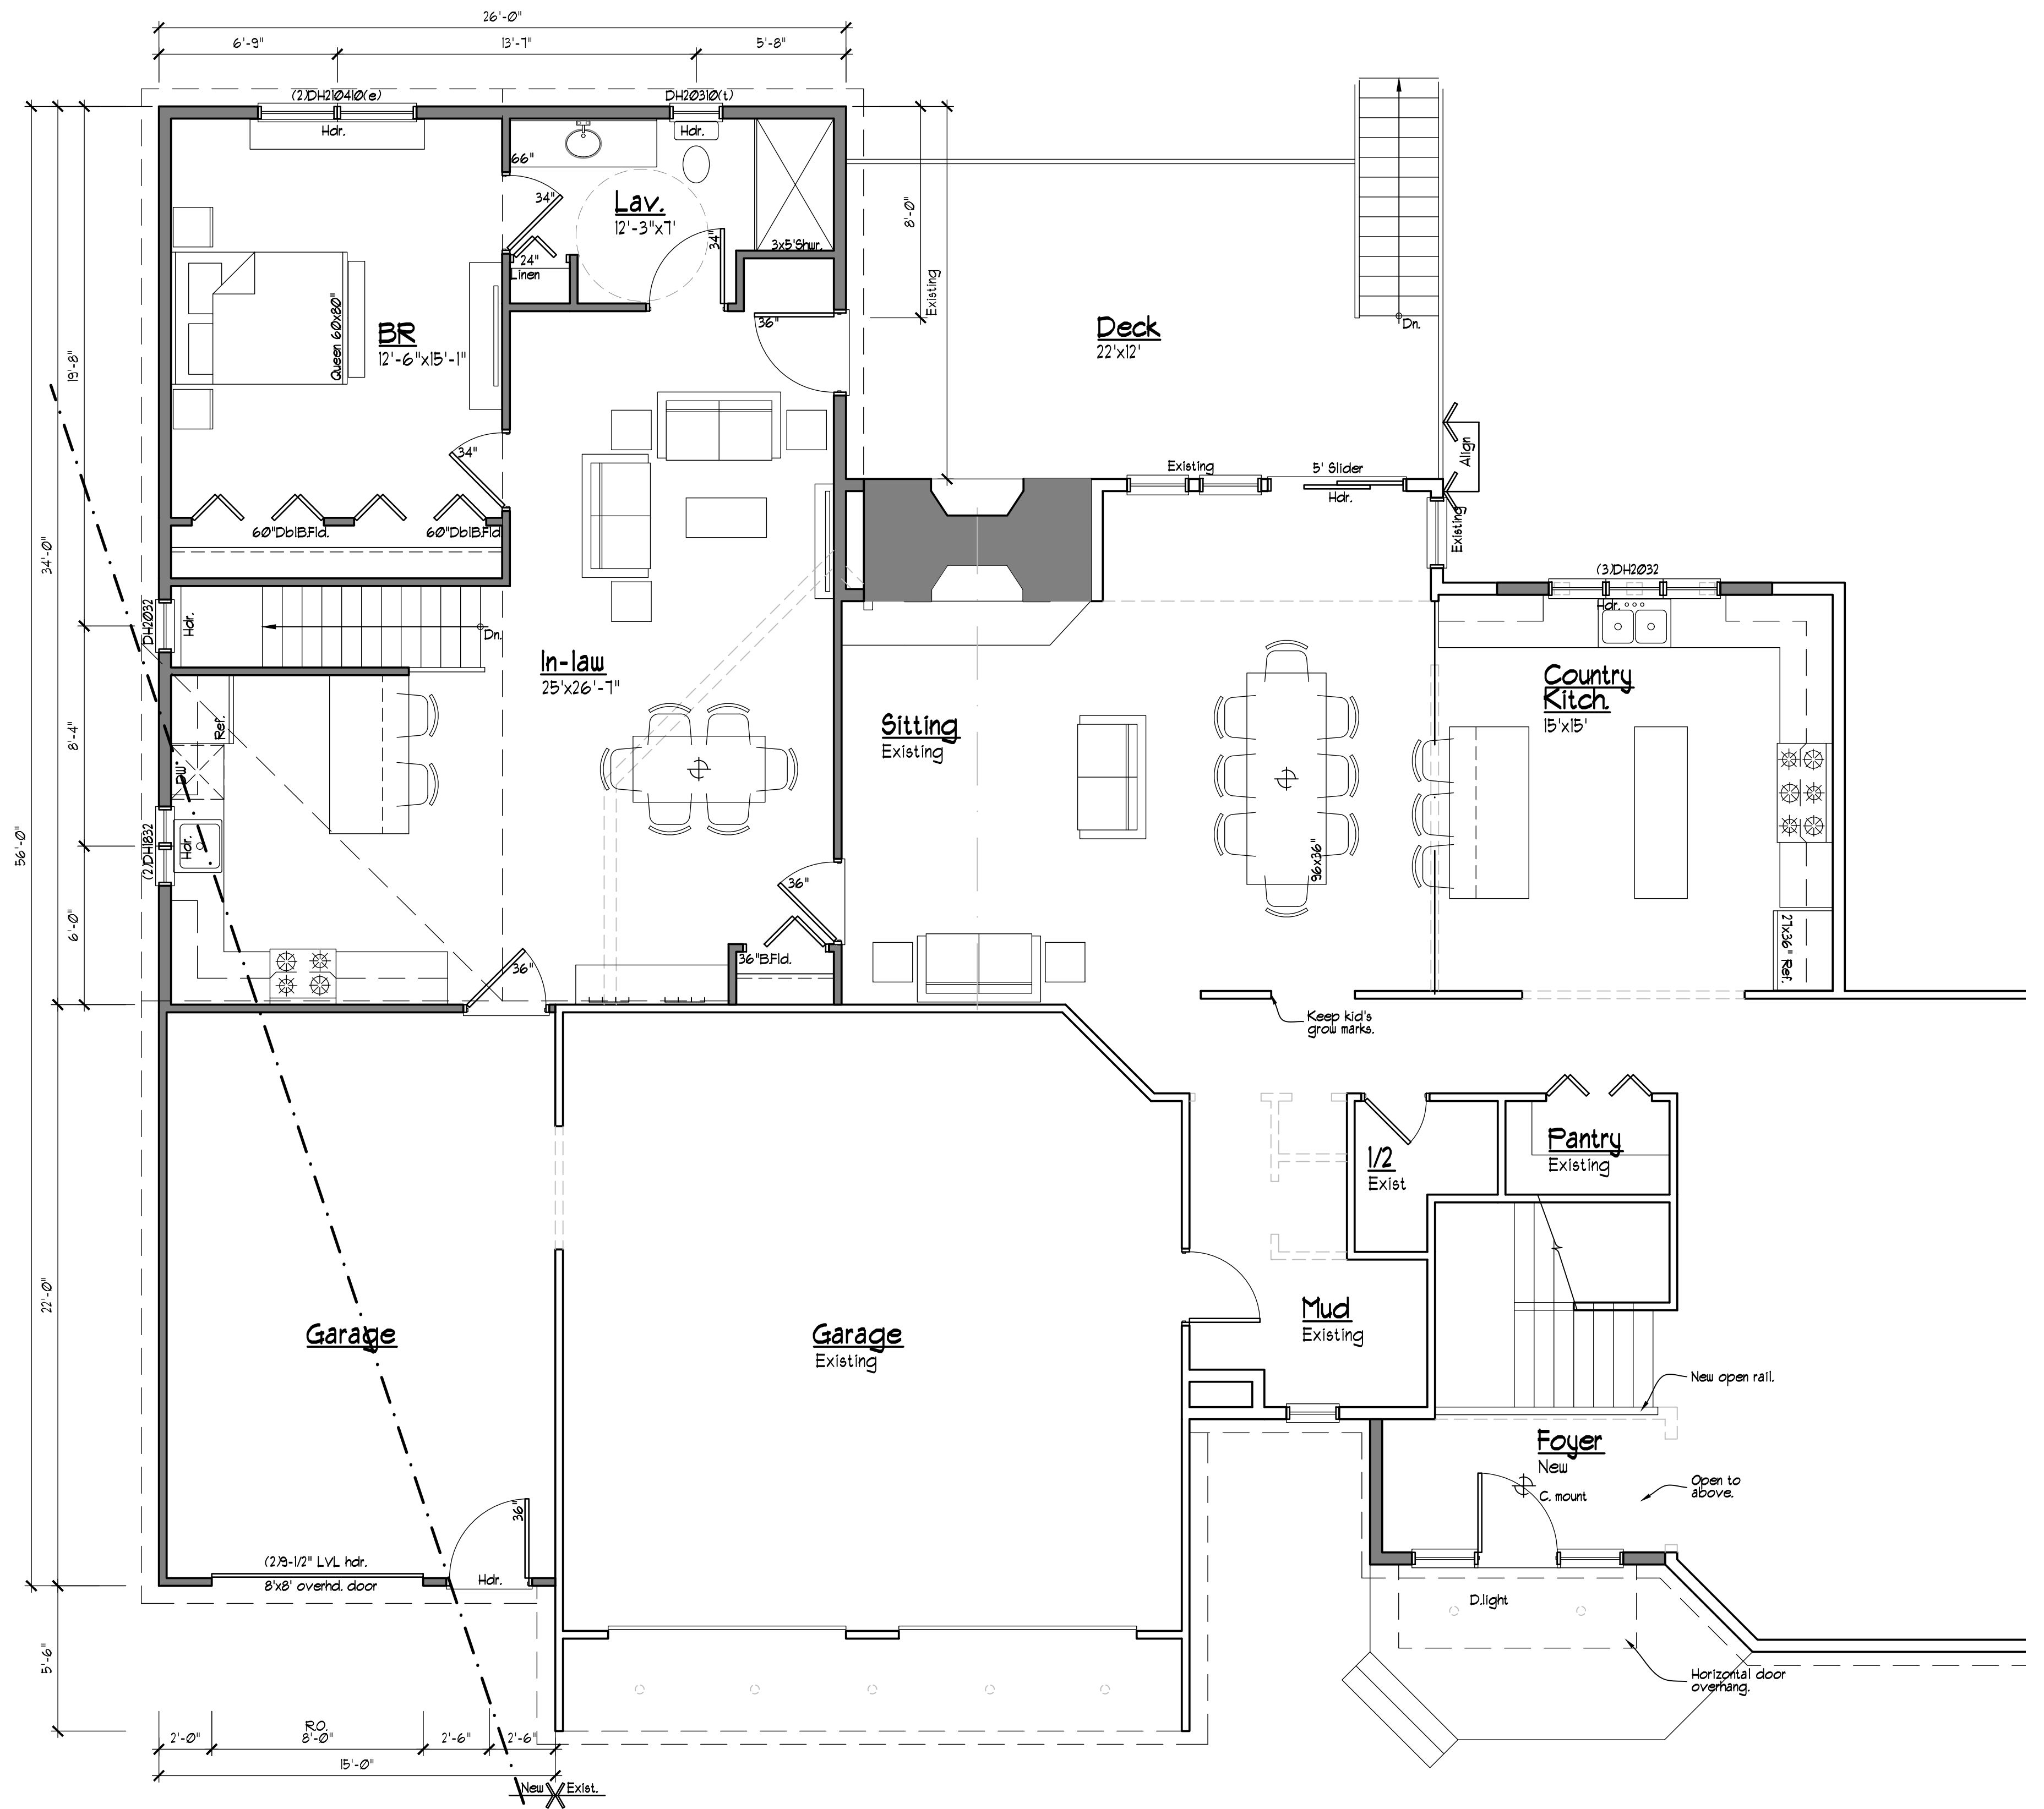 26'-0"
6'-9" 13'-7" 5'-8"
(2)DH210410(e)
Hdr.
DH20310(t)
Hdr.
66"
34"
Lav.
12'-3"x7'
34"
3x5'Shwr.
24"
Linen
36"
8'-0"
Existing
BR
12'-6"x15'-1"
Queen 60x80"
34"
60"DblB.Fld.
60"DblB.Fld
19'-8"
34'-0"
8'-4"
6'-0"
56'-0"
22'-0"
5'-6"
Deck
22'x12'
Dn.
Align
Existing
5' Slider
Hdr.
Existing
(3)DH2032
Hdr.
DH2032
Hdr.
Dn.
In-law
25'x26'-7"
Ref.
DW
(2)DH1832
Hdr.
36"
36"B.Fld.
36"
Sitting
Existing
96x36"
Country
Kitch.
15'x15'
27x36" Ref.
Keep kid's
grow marks.
Garage
Garage
Existing
1/2
Exist
Pantry
Existing
Mud
Existing
New open rail.
Foyer
New
C. mount
Open to
above.
D.light
Horizontal door
overhang.
36"
(2)9-1/2" LVL hdr.
8'x8' overhd. door
Hdr.
2'-0"
R.O.
8'-0"
2'-6"
2'-6"
15'-0"
New
Exist.